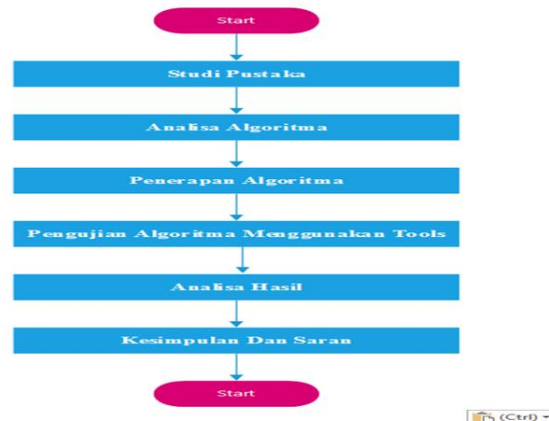 Start
Studi Pustaka
Analisa Algoritma
Penerapan Algoritma
Pengujian Algoritma Menggunakan Tools
Analisa Hasil
Kesimpulan Dan Saran
Start
(Ctrl)